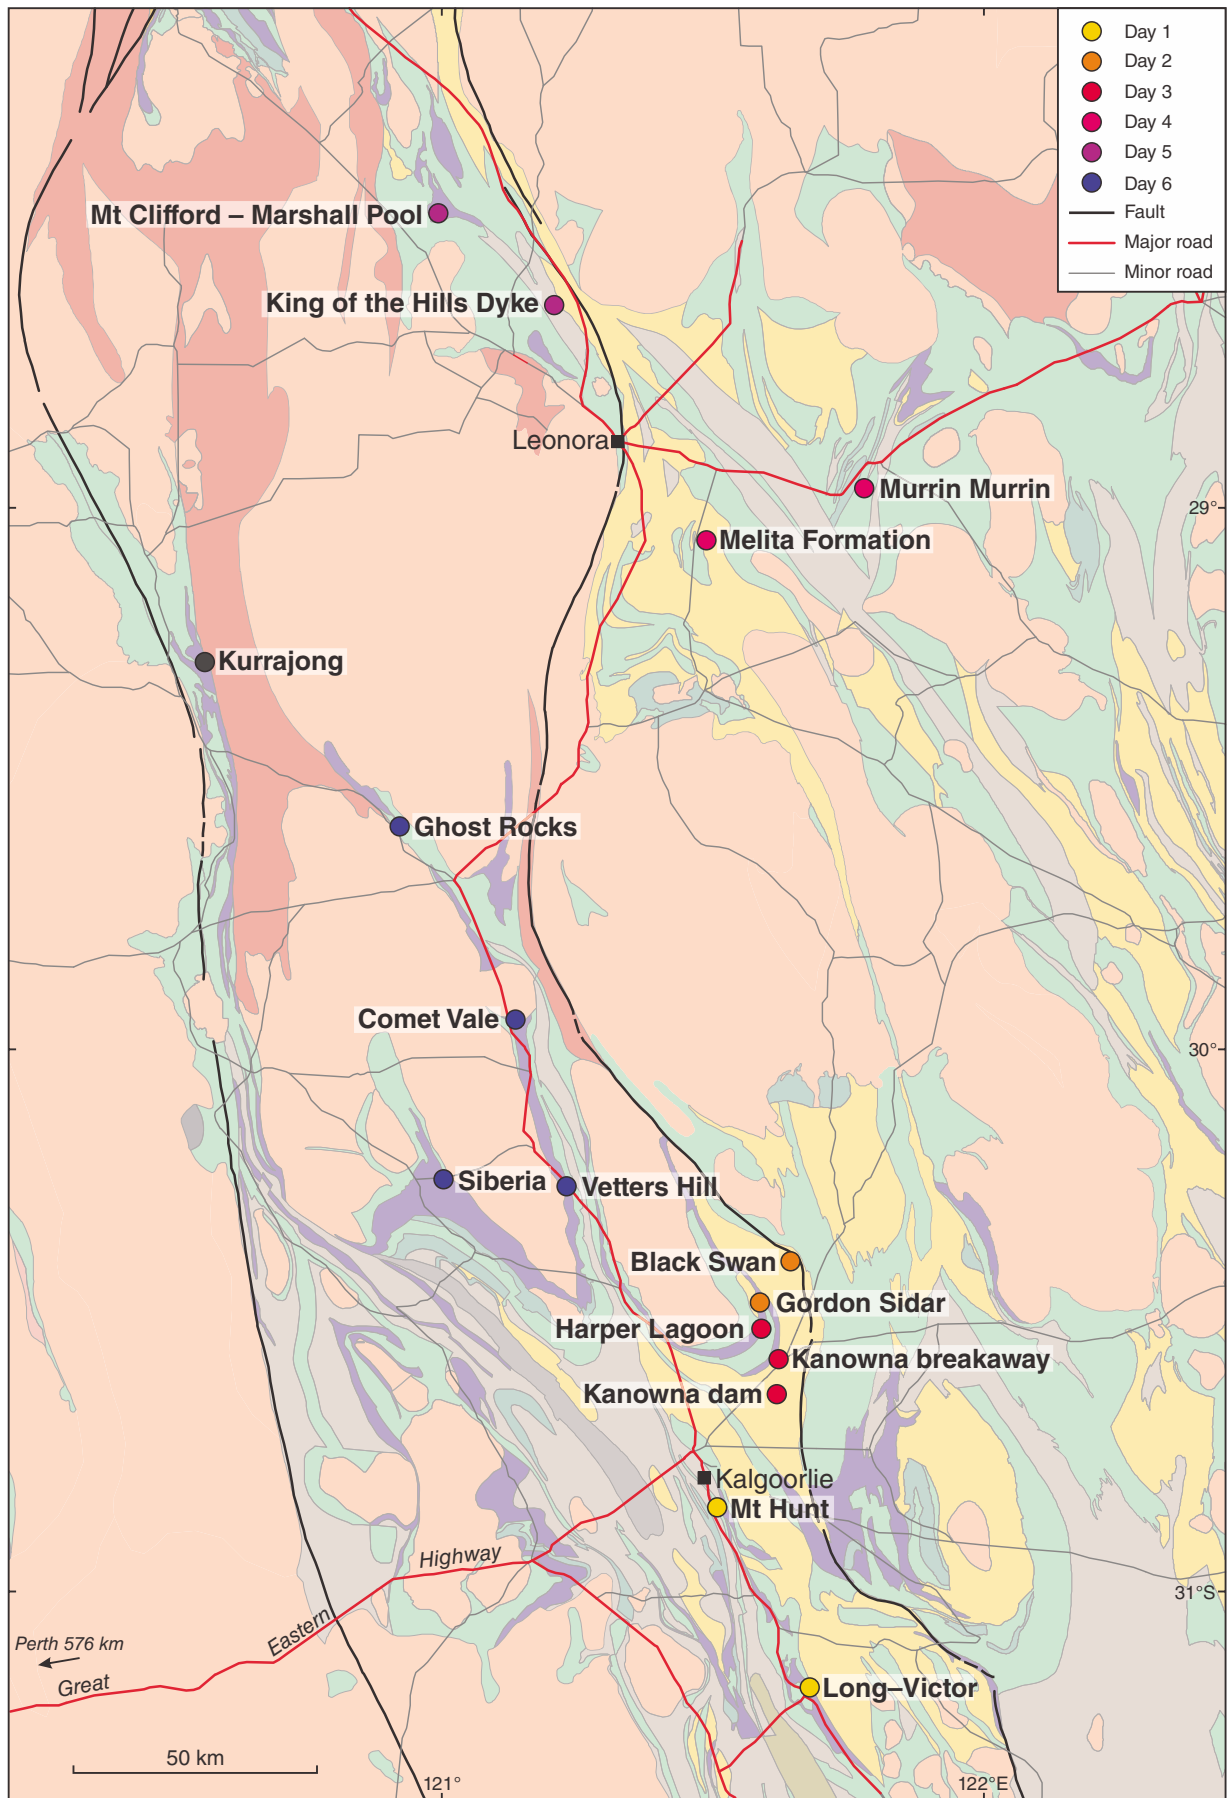 Day 1
Day 2
Day 3
Day 4
Day 5
Day 6
Fault
Major road
Minor road
Mt Clifford – Marshall Pool
King of the Hills Dyke
Leonora
Murrin Murrin
29°
Melita Formation
Kurrajong
Ghost Rocks
Comet Vale
30°
Siberia
Vetters Hill
Black Swan
Gordon Sidar
Harper Lagoon
Kanowna breakaway
Kanowna dam
Kalgoorlie
Mt Hunt
Highway
31°S
Eastern
Perth 576 km
Great
Long–Victor
50 km
121°
122°E